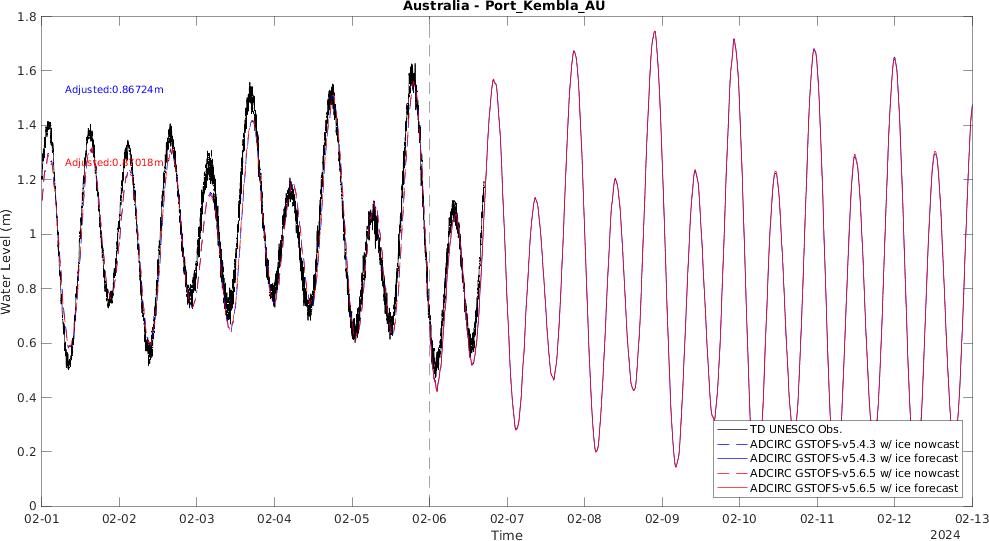 Australia - Port_Kembla_AU
1.8
1.6
1.4
1.2
1
0.8
0.6
0.4
0.2
0
Water Level (m)
Adjusted:0.86724m
TD UNESCO Obs.
ADCIRC GSTOFS-v5.4.3 w/ ice nowcast
ADCIRC GSTOFS-v5.4.3 w/ ice forecast
ADCIRC GSTOFS-v5.6.5 w/ ice nowcast
ADCIRC GSTOFS-v5.6.5 w/ ice forecast
02-01 02-02 02-03 02-04 02-05 02-06 02-07 02-08 02-09 02-10 02-11 02-12 02-13
Time
2024